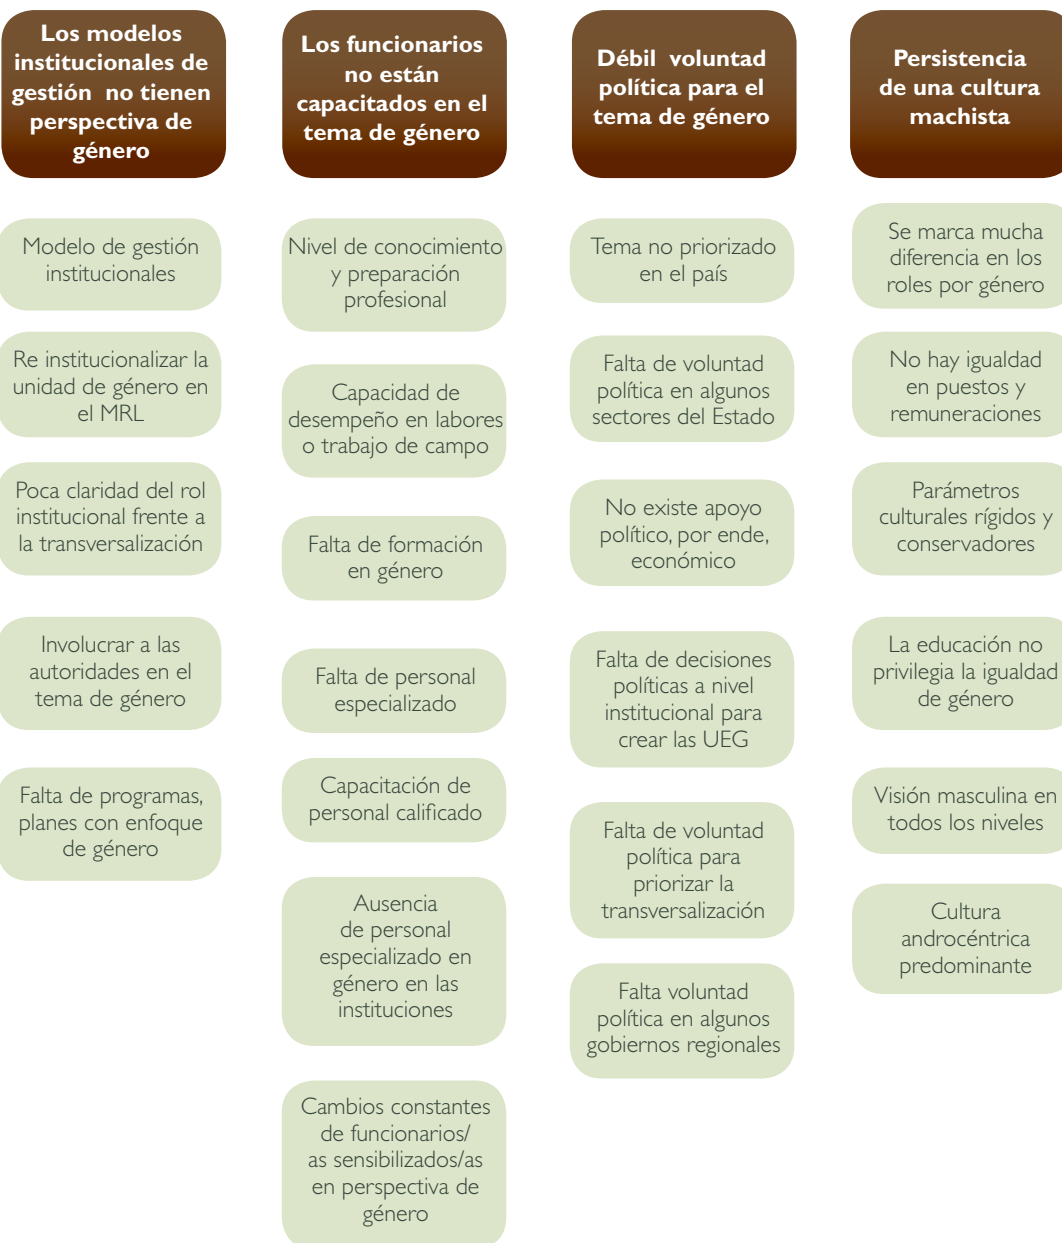 Los modelos
institucionales de
gestión no tienen
perspectiva de
género
Modelo de gestión
institucionales
Re institucionalizar la
unidad de género en
el MRL
Poca claridad del rol
institucional frente a
la transversalización
Involucrar a las
autoridades en el
tema de género
Falta de programas,
planes con enfoque
de género
Los funcionarios
no están
capacitados en el
tema de género
Nivel de conocimiento
y preparación
profesional
Capacidad de
desempeño en labores
o trabajo de campo
Falta de formación
en género
Falta de personal
especializado
Capacitación de
personal calificado
Ausencia
de personal
especializado en
género en las
instituciones
Cambios constantes
de funcionarios/
as sensibilizados/as
en perspectiva de
género
Débil voluntad
política para el
tema de género
Tema no priorizado
en el país
Falta de voluntad
política en algunos
sectores del Estado
No existe apoyo
político, por ende,
económico
Falta de decisiones
políticas a nivel
institucional para
crear las UEG
Falta de voluntad
política para
priorizar la
transversalización
Falta voluntad
política en algunos
gobiernos regionales
Persistencia
de una cultura
machista
Se marca mucha
diferencia en los
roles por género
No hay igualdad
en puestos y
remuneraciones
Parámetros
culturales rígidos y
conservadores
La educación no
privilegia la igualdad
de género
Visión masculina en
todos los niveles
Cultura
androcéntrica
predominante